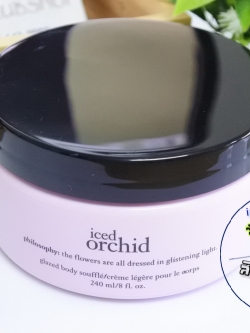 iced
orchid
philosophy: the flowers are all dressed in glistening light
glazed body soufflé/crème légère pour le corps
240 ml/8 fl. oz.